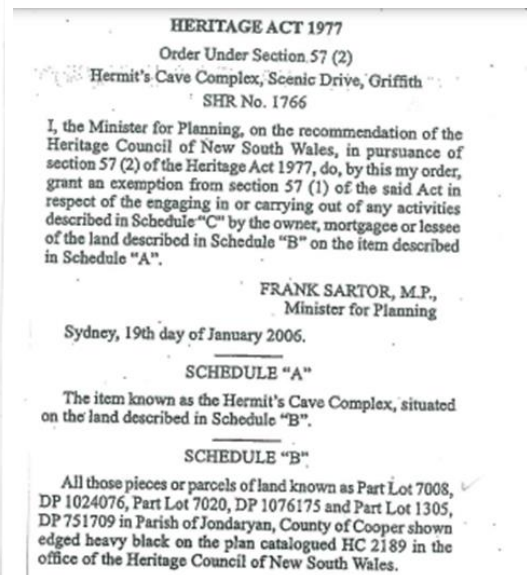 HERITAGE ACT 1977
Order Under Section 57 (2)
Hermit's Cave Complex, Scenic Drive, Griffith
SHR No. 1766
I, the Minister for Planning, on the recommendation of the
Heritage Council of New South Wales, in pursuance of
section 57 (2) of the Heritage Act 1977, do, by this my order,
grant an exemption from section 57 (1) of the said Act in
respect of the engaging in or carrying out of any activities
described in Schedule "C" by the owner, mortgagee or lessee
of the land described in Schedule "B" on the item described
in Schedule "A".
FRANK SARTOR, M.P.,
Minister for Planning
Sydney, 19th day of January 2006.
SCHEDULE "A"
The item known as the Hermit's Cave Complex, situated
on the land described in Schedule "B".
SCHEDULE "B"
All those pieces or parcels of land known as Part Lot 7008,
DP 1024076, Part Lot 7020, DP 1076175 and Part Lot 1305,
DP 751709 in Parish of Jondaryan, County of Cooper shown
edged heavy black on the plan catalogued HC 2189 in the
office of the Heritage Council of New South Wales.